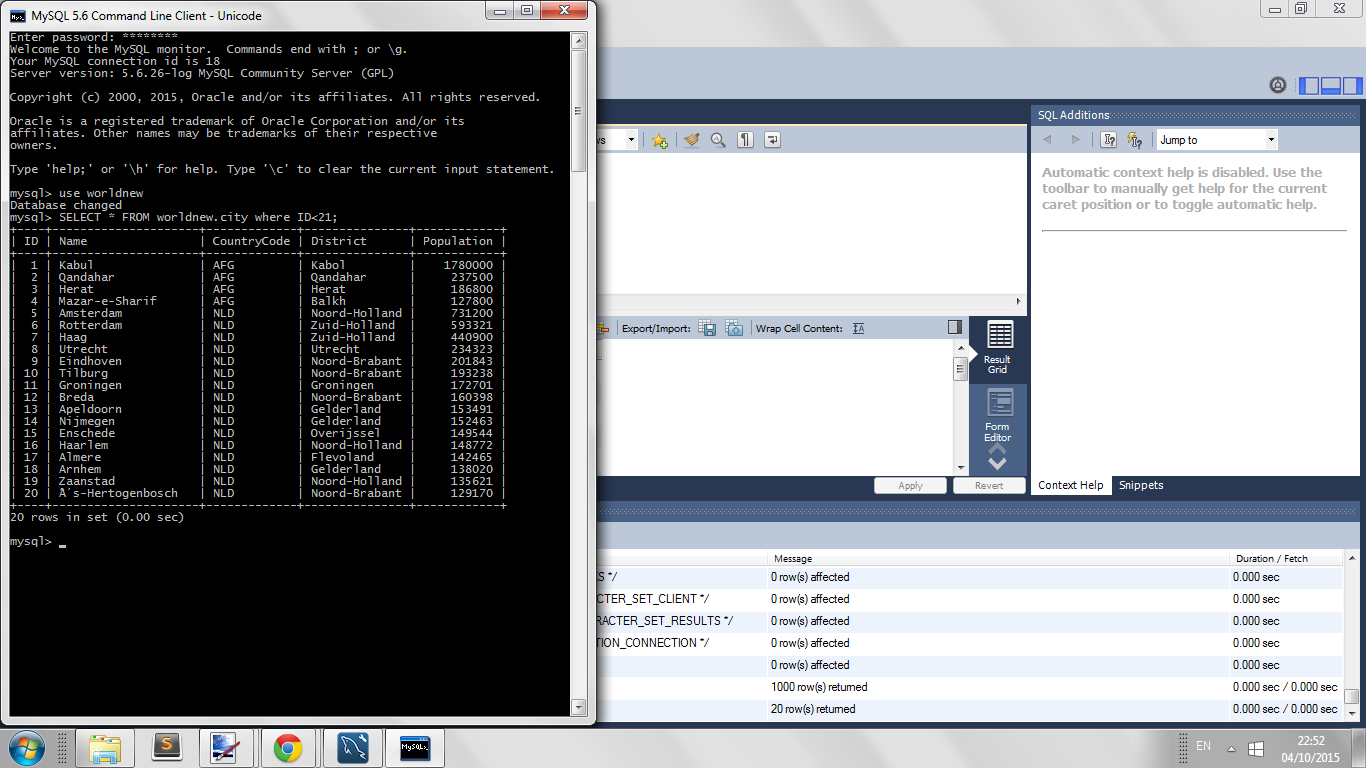 MySQL 5.6 Command Line Client - Unicode
Enter password: ********
Welcome to the MySQL monitor.  Commands end with ; or \g.
Your MySQL connection id is 18
Server version: 5.6.26-log MySQL Community Server (GPL)
Copyright (c) 2000, 2015, Oracle and/or its affiliates. All rights reserved.
Oracle is a registered trademark of Oracle Corporation and/or its
affiliates. Other names may be trademarks of their respective
owners.
Type 'help;' or '\h' for help. Type '\c' to clear the current input statement.
mysql> use worldnew
Database changed
mysql> SELECT * FROM worldnew.city where ID<21;
+----+------------------+-------------+---------------+------------+
| ID | Name | CountryCode | District | Population |
+----+------------------+-------------+---------------+------------+
| 1 | Kabul | AFG | Kabol | 1780000 |
| 2 | Qandahar | AFG | Qandahar | 237500 |
| 3 | Herat | AFG | Herat | 186800 |
| 4 | Mazar-e-Sharif | AFG | Balkh | 127800 |
| 5 | Amsterdam | NLD | Noord-Holland | 731200 |
| 6 | Rotterdam | NLD | Zuid-Holland | 593321 |
| 7 | Haag | NLD | Zuid-Holland | 440900 |
| 8 | Utrecht | NLD | Utrecht | 234323 |
| 9 | Eindhoven | NLD | Noord-Brabant | 201843 |
| 10 | Tilburg | NLD | Noord-Brabant | 193238 |
| 11 | Groningen | NLD | Groningen | 172701 |
| 12 | Breda | NLD | Noord-Brabant | 160398 |
| 13 | Apeldoorn | NLD | Gelderland | 153491 |
| 14 | Nijmegen | NLD | Gelderland | 152463 |
| 15 | Enschede | NLD | Overijssel | 149544 |
| 16 | Haarlem | NLD | Noord-Holland | 148772 |
| 17 | Almere | NLD | Flevoland | 142465 |
| 18 | Arnhem | NLD | Gelderland | 138020 |
| 19 | Zaanstad | NLD | Noord-Holland | 135621 |
| 20 | Â´s-Hertogenbosch | NLD | Noord-Brabant | 129170 |
+----+------------------+-------------+---------------+------------+
20 rows in set (0.00 sec)
mysql> _
SQL Additions
ws
Jump to
Automatic context help is disabled. Use the
toolbar to manually get help for the current
caret position or to toggle automatic help.
Export/Import:
Wrap Cell Content:
Result
Grid
Form
Editor
Apply
Revert
Context Help
Snippets
Message
Duration / Fetch
CS */
0 row(s) affected
0.000 sec
CTER_SET_CLIENT */
0 row(s) affected
0.000 sec
RACTER_SET_RESULTS */
0 row(s) affected
0.000 sec
TION_CONNECTION */
0 row(s) affected
0.000 sec
0 row(s) affected
0.000 sec
1000 row(s) returned
0.000 sec / 0.000 sec
20 row(s) returned
0.000 sec / 0.000 sec
EN
22:52
04/10/2015